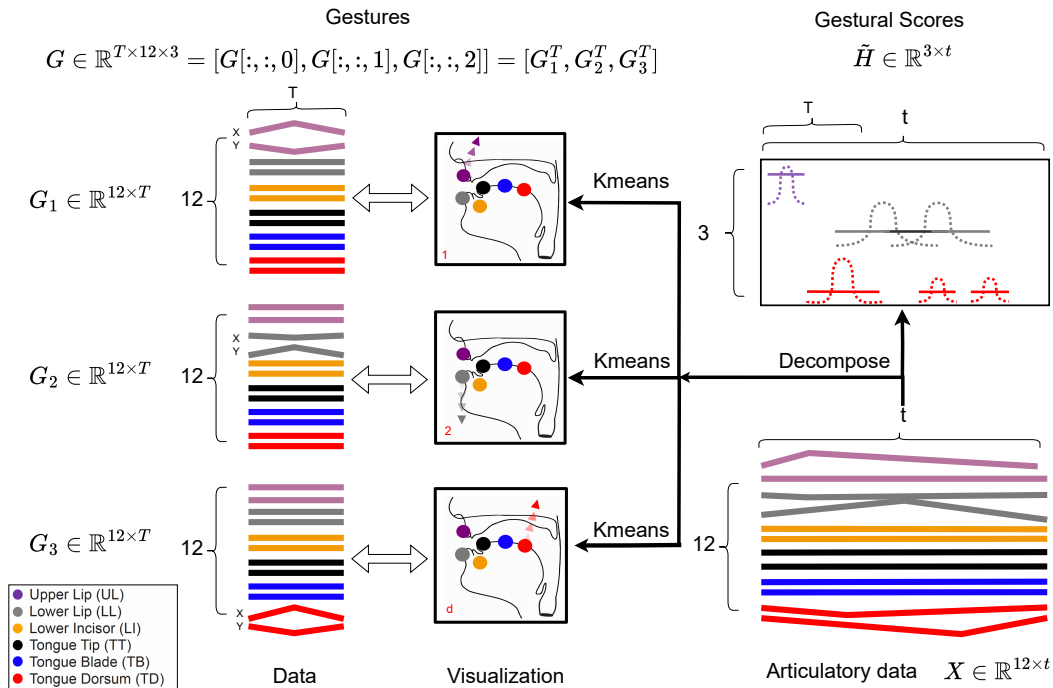 Gestures
Gestural Scores
G ∈ ℝ^{T×12×3} = [G[:, :, 0], G[:, :, 1], G[:, :, 2]] = [G_1^T, G_2^T, G_3^T]
H̃ ∈ ℝ^{3×t}
T
T
t
X
Y
G_1 ∈ ℝ^{12×T}
12
1
Kmeans
3
X
Y
G_2 ∈ ℝ^{12×T}
12
2
Kmeans
Decompose
t
G_3 ∈ ℝ^{12×T}
12
X
Y
d
Kmeans
12
Upper Lip (UL)
Lower Lip (LL)
Lower Incisor (LI)
Tongue Tip (TT)
Tongue Blade (TB)
Tongue Dorsum (TD)
Data
Visualization
Articulatory data X ∈ ℝ^{12×t}